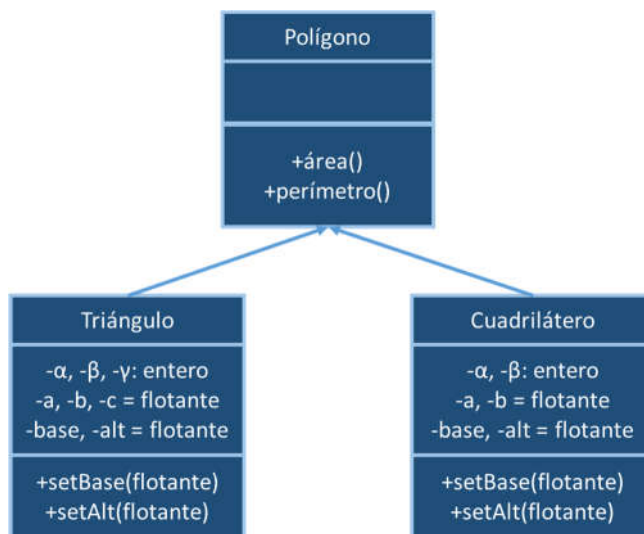 Polígono
+área()
+perímetro()
Triángulo
-α, -β, -γ: entero
-a, -b, -c = flotante
-base, -alt = flotante
+setBase(flotante)
+setAlt(flotante)
Cuadrilátero
-α, -β: entero
-a, -b = flotante
-base, -alt = flotante
+setBase(flotante)
+setAlt(flotante)